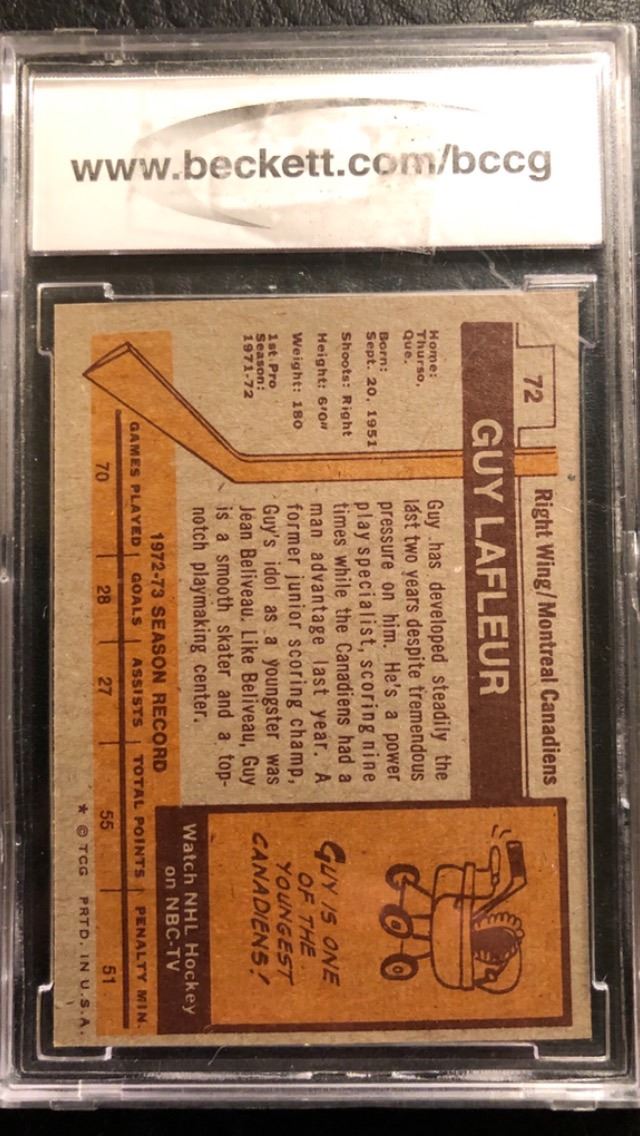 www.beckett.com/bccg
72
Right Wing/Montreal Canadiens
GUY LAFLEUR
Home:
Thurso,
Que.
Born:
Sept. 20, 1951
Shoots: Right
Height: 6'0"
Weight: 180
1st Pro
Season:
1971-72
Guy has developed steadily the
last two years despite tremendous
pressure on him. He's a power
play specialist, scoring nine
times while the Canadiens had a
man advantage last year. A
former junior scoring champ,
Guy's idol as a youngster was
Jean Beliveau. Like Beliveau, Guy
is a smooth skater and a top-
notch playmaking center.
GUY IS ONE
OF THE
YOUNGEST
CANADIENS!
Watch NHL Hockey
on NBC-TV
1972-73 SEASON RECORD
GAMES PLAYED GOALS ASSISTS TOTAL POINTS PENALTY MIN.
70 28 27 55 51
* © TCG PRTD. IN U.S.A.